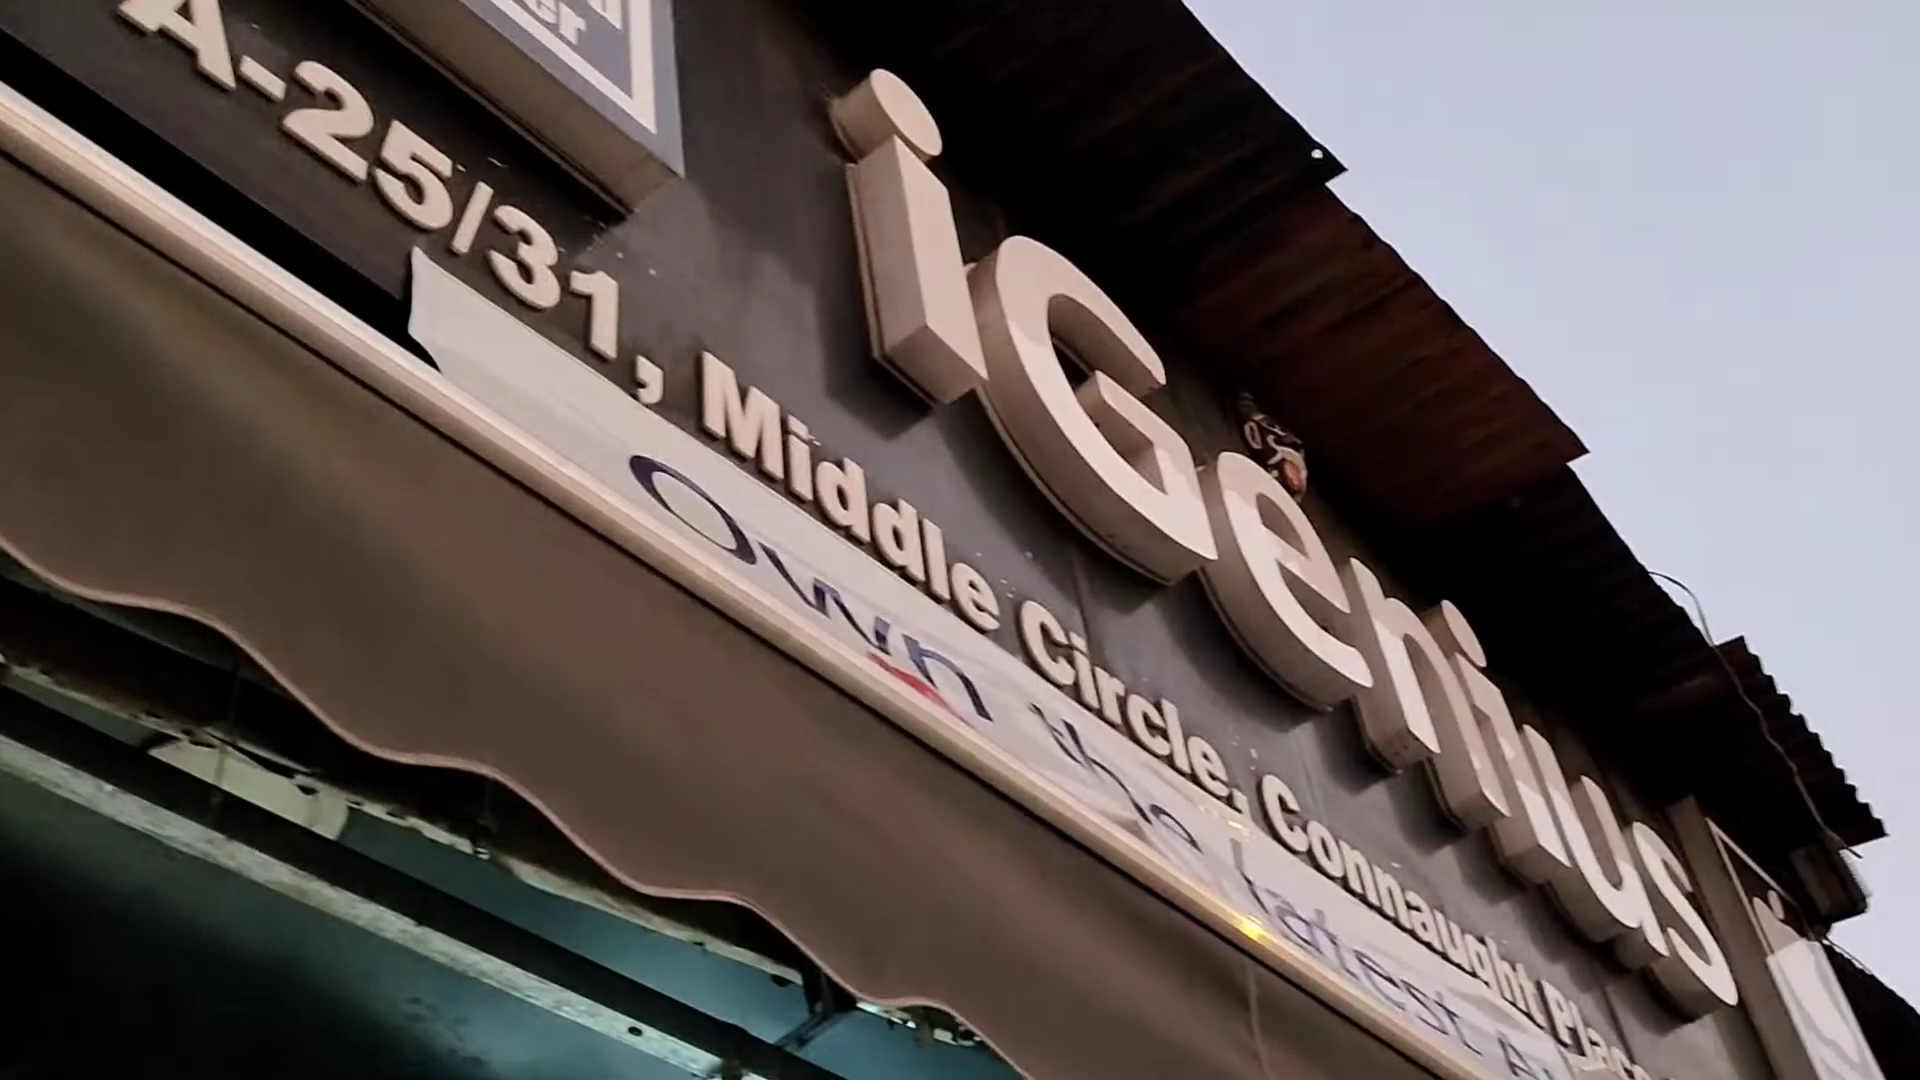 iGenius
A-25/31, Middle Circle, Connaught Place
Own the latest